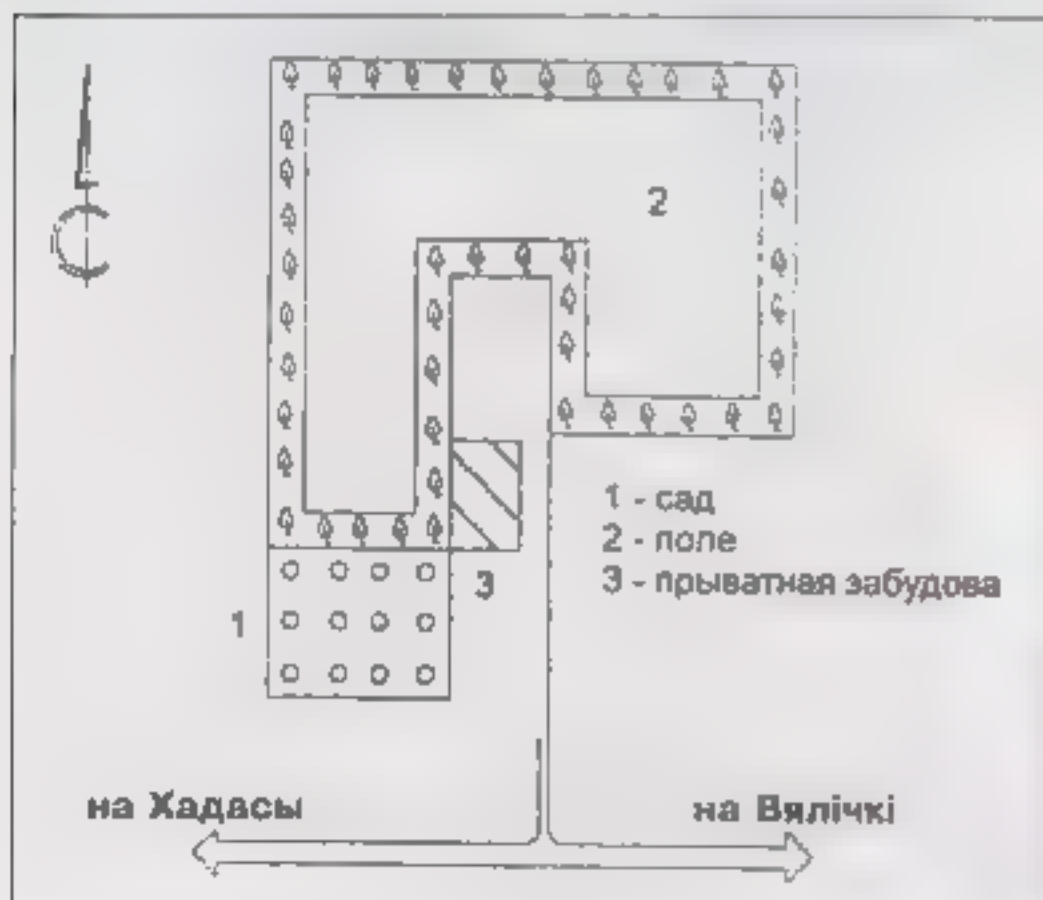 2
1 - сад
2 - поле
3 - прыватная забудова
3
1
на Хадасы
на Вялічкі